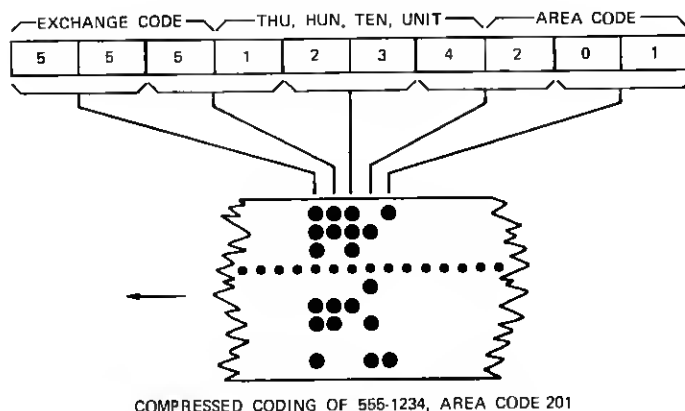 EXCHANGE CODE THU, HUN, TEN, UNIT AREA CODE
5 5 5 1 2 3 4 2 0 1
COMPRESSED CODING OF 555-1234, AREA CODE 201